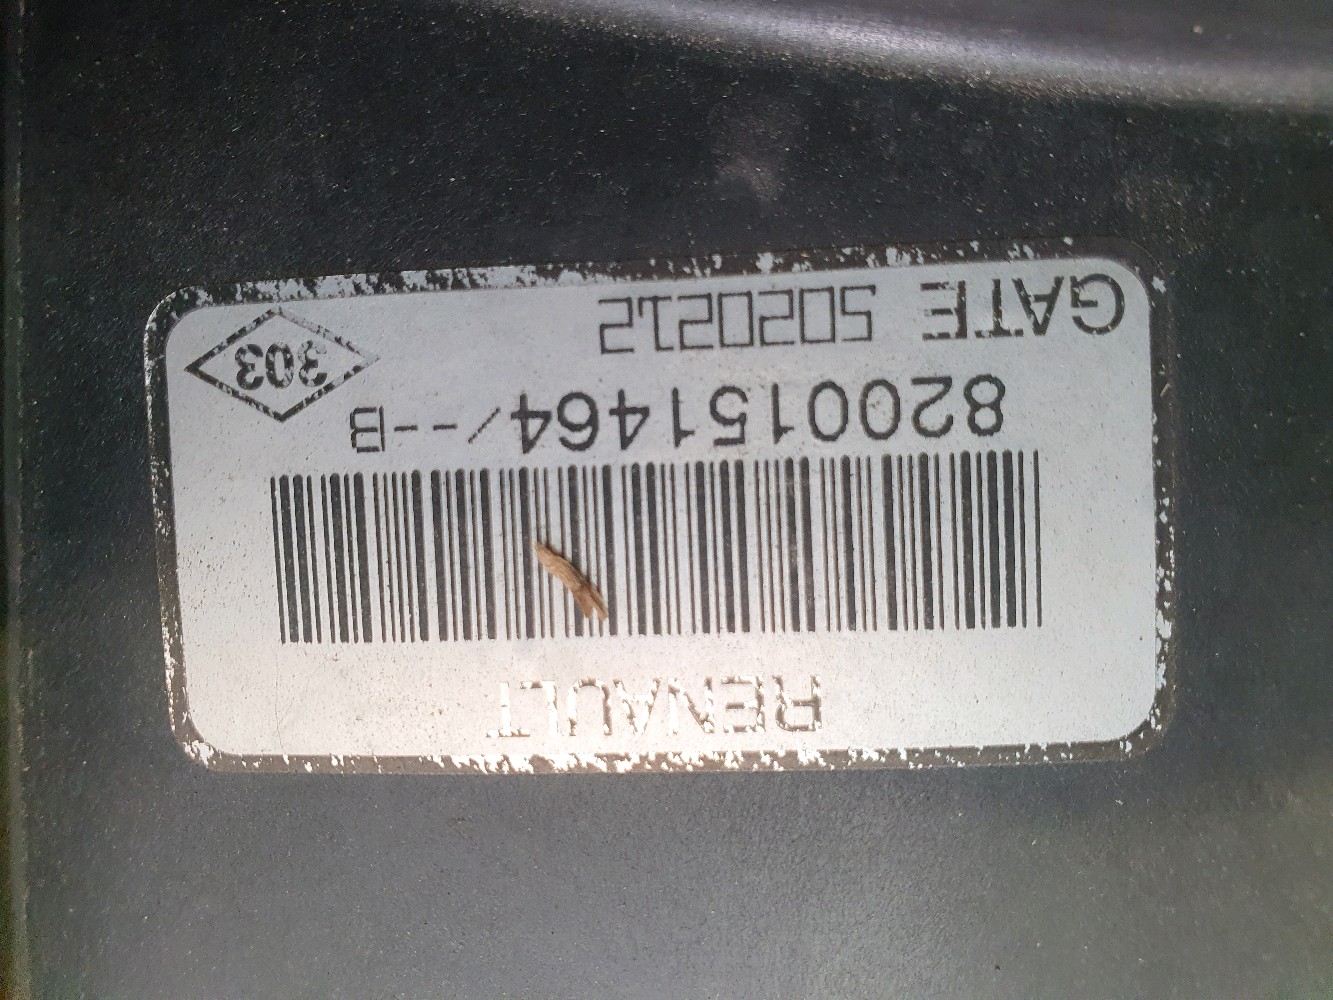 RENAULT
8200151464/--B
303
GATE 5020212